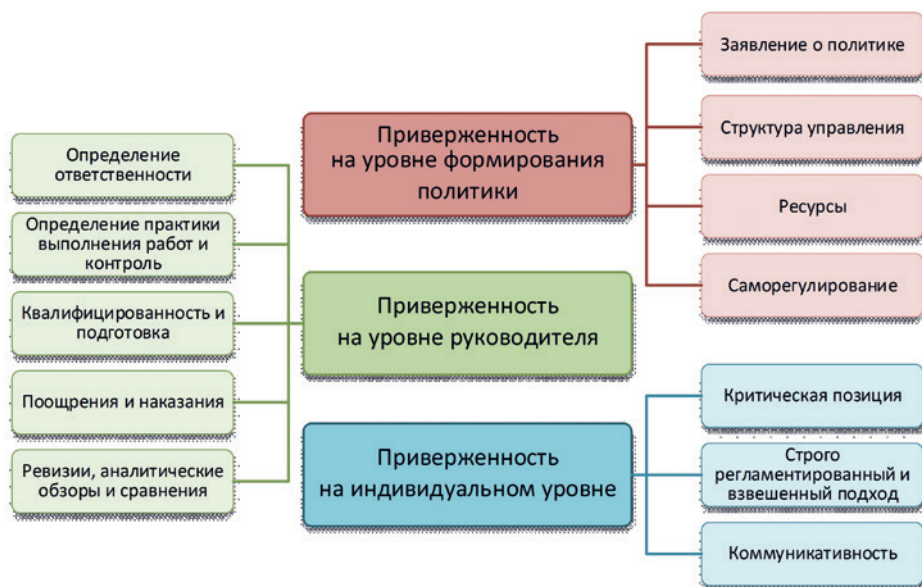 Приверженность
на уровне формирования
политики
Заявление о политике
Структура управления
Ресурсы
Саморегулирование
Приверженность
на уровне руководителя
Определение
ответственности
Определение практики
выполнения работ и
контроль
Квалифицированность и
подготовка
Поощрения и наказания
Ревизии, аналитические
обзоры и сравнения
Приверженность
на индивидуальном уровне
Критическая позиция
Строго
регламентированный и
взвешенный подход
Коммуникативность